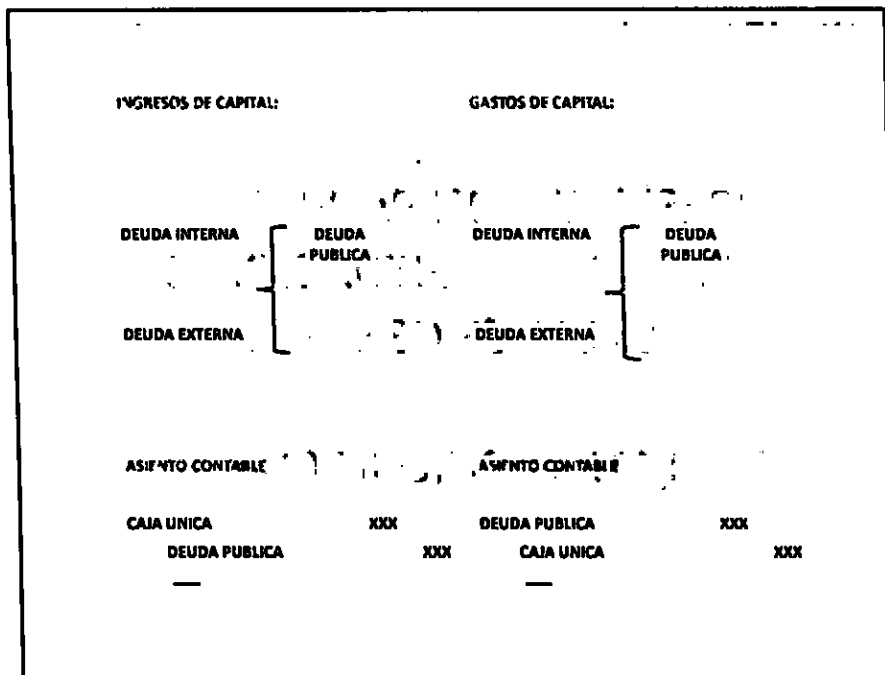 INGRESOS DE CAPITAL: GASTOS DE CAPITAL:
DEUDA INTERNA DEUDA PUBLICA DEUDA INTERNA DEUDA PUBLICA
DEUDA EXTERNA DEUDA EXTERNA
ASIENTO CONTABLE ASIENTO CONTABLE
CAJA UNICA XXX DEUDA PUBLICA XXX
DEUDA PUBLICA XXX CAJA UNICA XXX